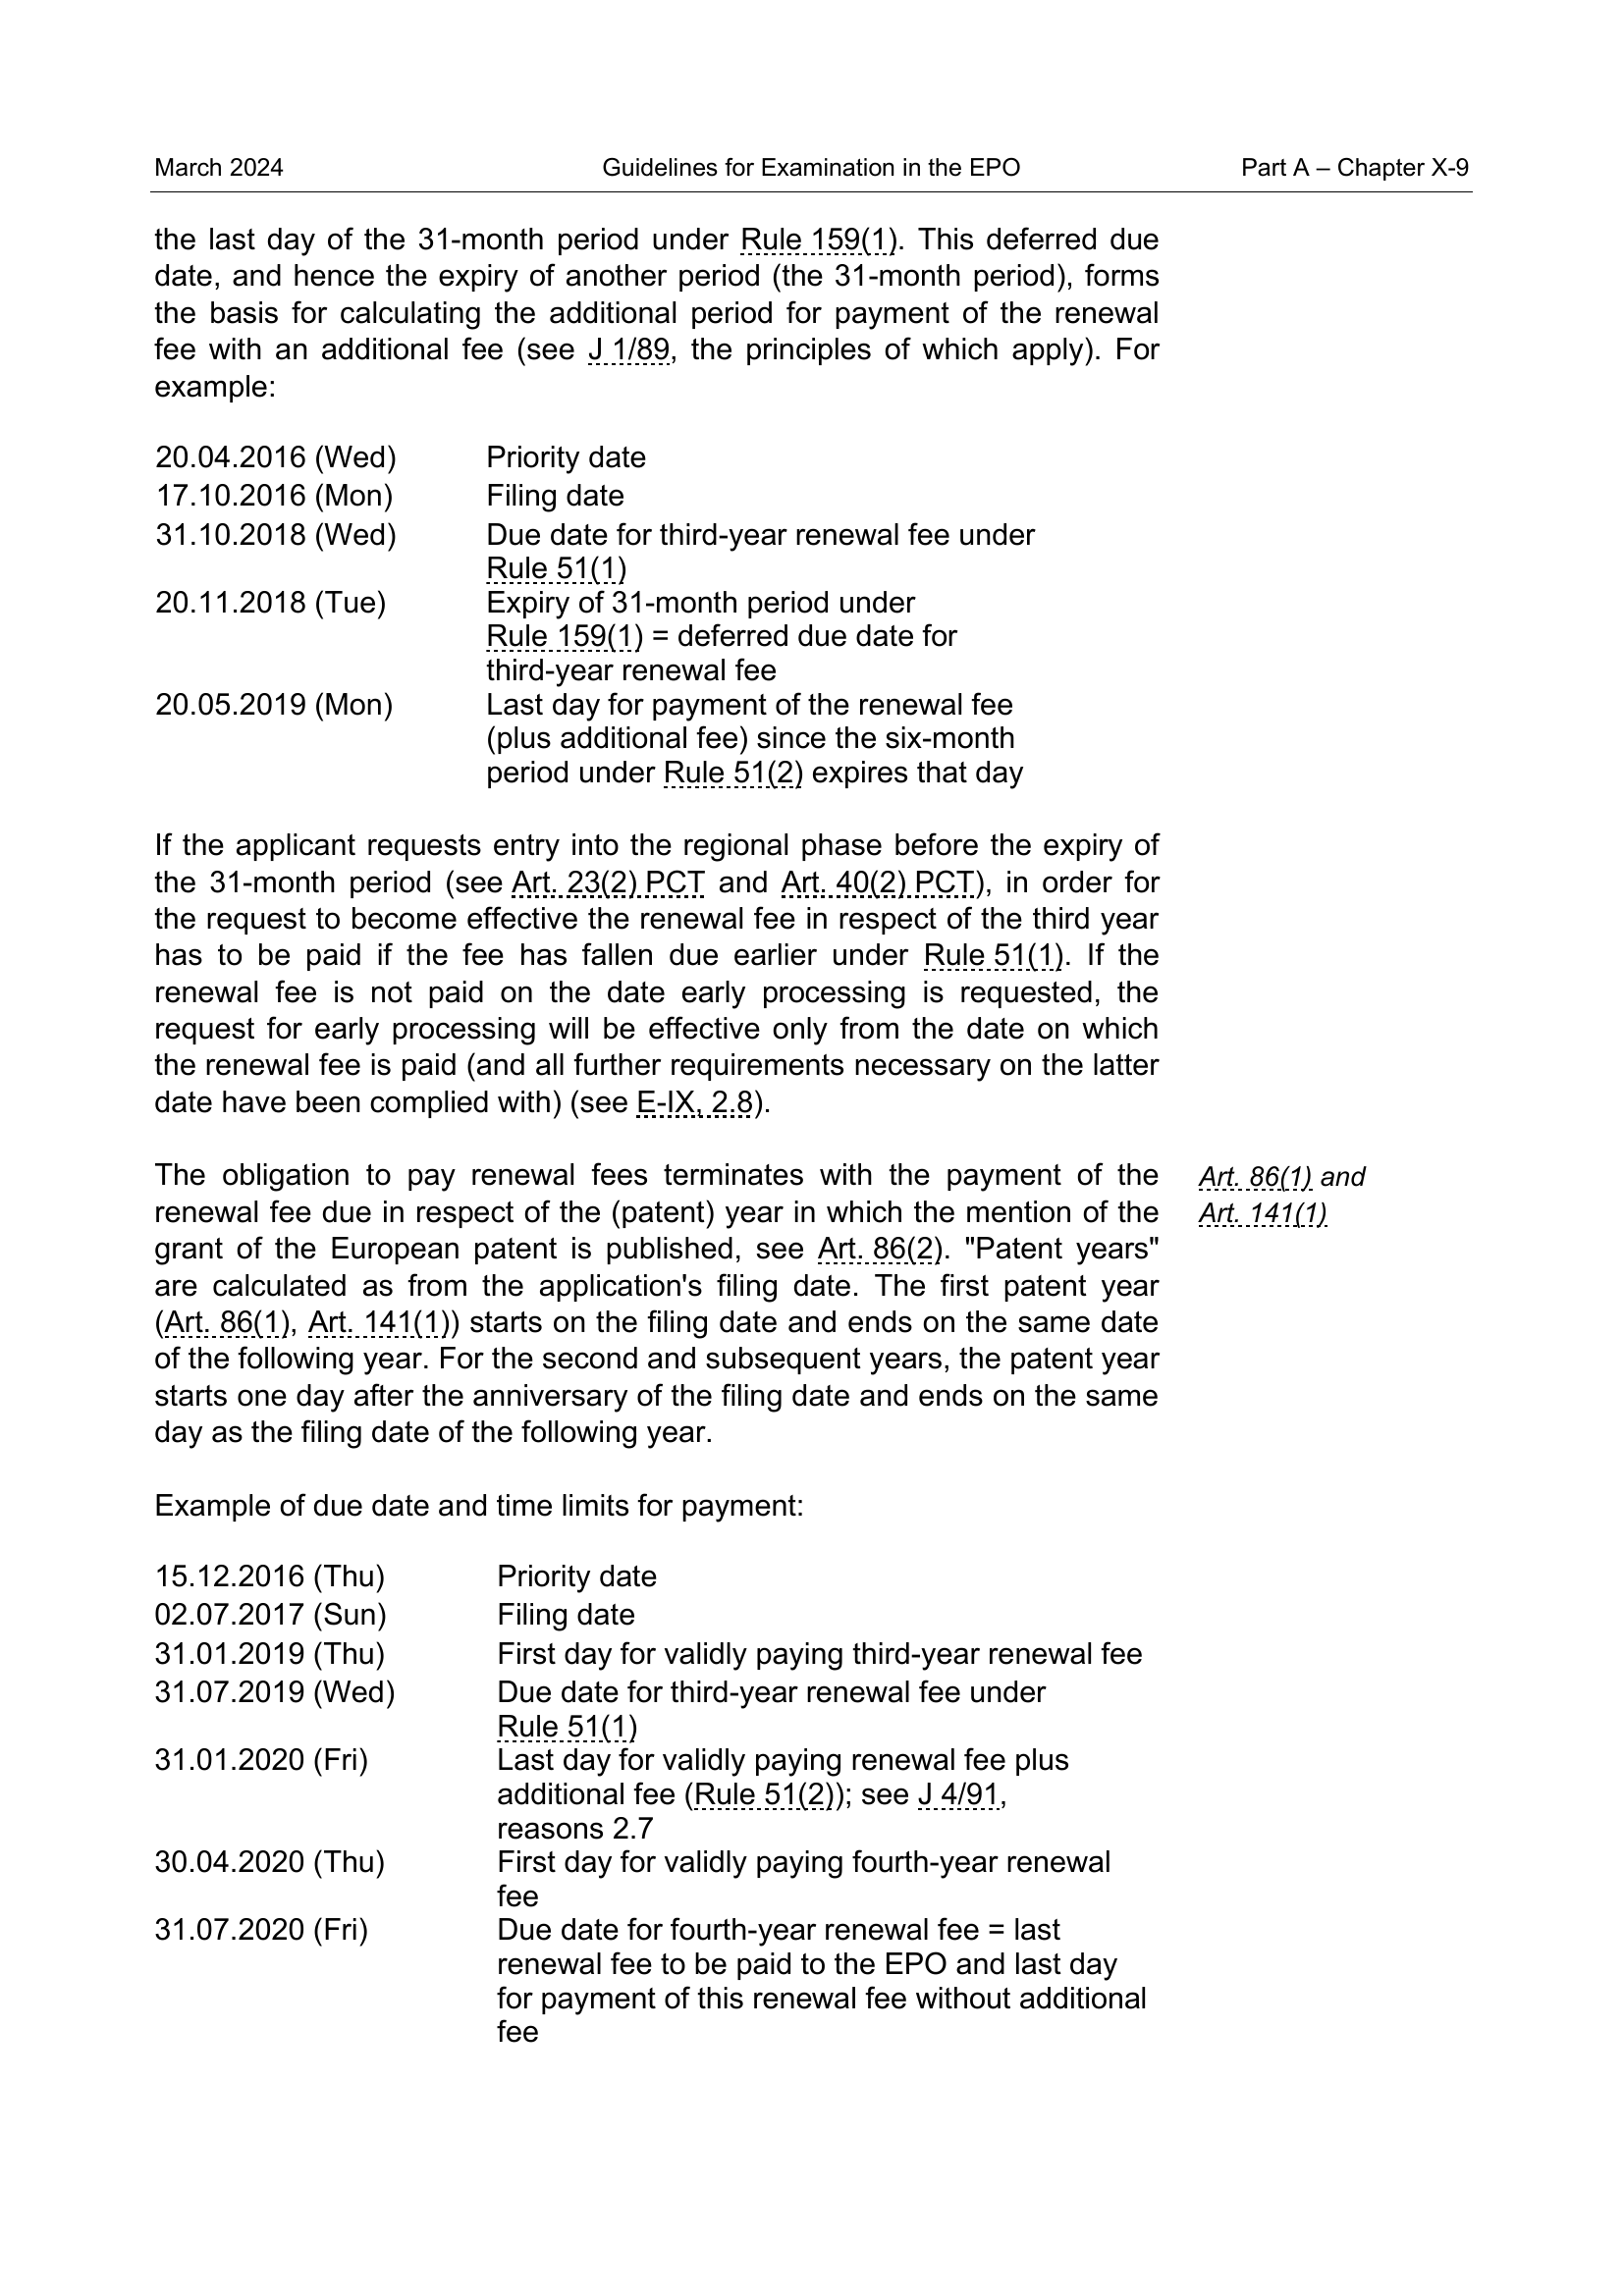 March 2024 Guidelines for Examination in the EPO Part A – Chapter X-9
the last day of the 31-month period under Rule 159(1). This deferred due
date, and hence the expiry of another period (the 31-month period), forms
the basis for calculating the additional period for payment of the renewal
fee with an additional fee (see J 1/89, the principles of which apply). For
example:
20.04.2016 (Wed) Priority date
17.10.2016 (Mon) Filing date
31.10.2018 (Wed) Due date for third-year renewal fee under
Rule 51(1)
20.11.2018 (Tue) Expiry of 31-month period under
Rule 159(1) = deferred due date for
third-year renewal fee
20.05.2019 (Mon) Last day for payment of the renewal fee
(plus additional fee) since the six-month
period under Rule 51(2) expires that day
If the applicant requests entry into the regional phase before the expiry of
the 31-month period (see Art. 23(2) PCT and Art. 40(2) PCT), in order for
the request to become effective the renewal fee in respect of the third year
has to be paid if the fee has fallen due earlier under Rule 51(1). If the
renewal fee is not paid on the date early processing is requested, the
request for early processing will be effective only from the date on which
the renewal fee is paid (and all further requirements necessary on the latter
date have been complied with) (see E-IX, 2.8).
The obligation to pay renewal fees terminates with the payment of the
renewal fee due in respect of the (patent) year in which the mention of the
grant of the European patent is published, see Art. 86(2). "Patent years"
are calculated as from the application's filing date. The first patent year
(Art. 86(1), Art. 141(1)) starts on the filing date and ends on the same date
of the following year. For the second and subsequent years, the patent year
starts one day after the anniversary of the filing date and ends on the same
day as the filing date of the following year.
Art. 86(1) and
Art. 141(1)
Example of due date and time limits for payment:
15.12.2016 (Thu) Priority date
02.07.2017 (Sun) Filing date
31.01.2019 (Thu) First day for validly paying third-year renewal fee
31.07.2019 (Wed) Due date for third-year renewal fee under
Rule 51(1)
31.01.2020 (Fri) Last day for validly paying renewal fee plus
additional fee (Rule 51(2)); see J 4/91,
reasons 2.7
30.04.2020 (Thu) First day for validly paying fourth-year renewal
fee
31.07.2020 (Fri) Due date for fourth-year renewal fee = last
renewal fee to be paid to the EPO and last day
for payment of this renewal fee without additional
fee